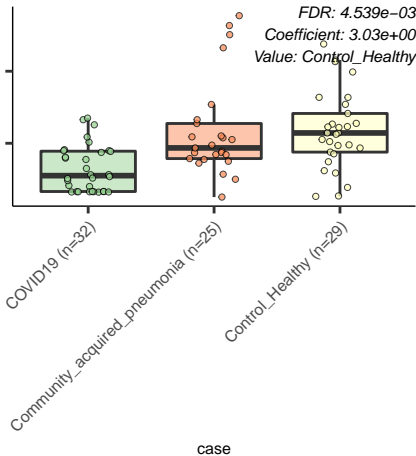 FDR: 4.539e−03
Coefficient: 3.03e+00
Value: Control_Healthy
COVID19 (n=32)
Community_acquired_pneumonia (n=25)
Control_Healthy (n=29)
case